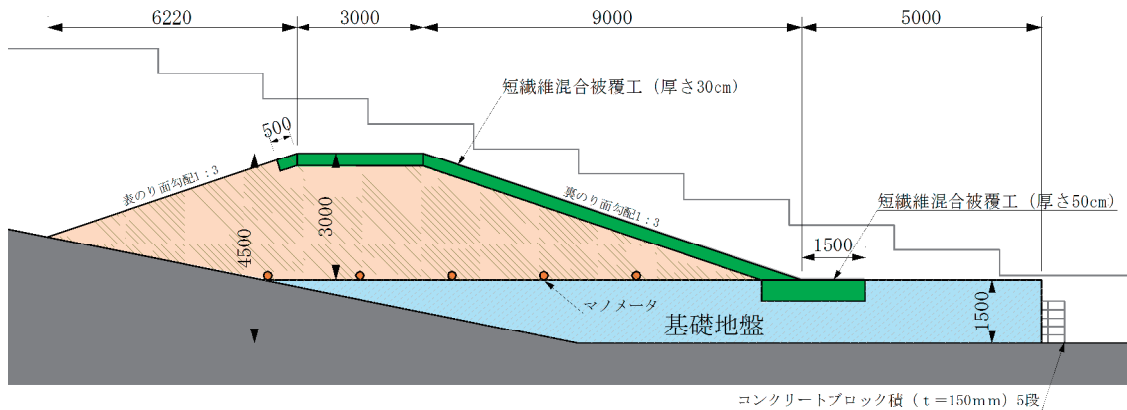 6220
3000
9000
5000
短繊維混合被覆工（厚さ30cm）
500
表のり面勾配1：3
3000
4500
裏のり面勾配1：3
短繊維混合被覆工（厚さ50cm）
1500
マノメータ
基礎地盤
1500
コンクリートブロック積（ｔ＝150mm）5段